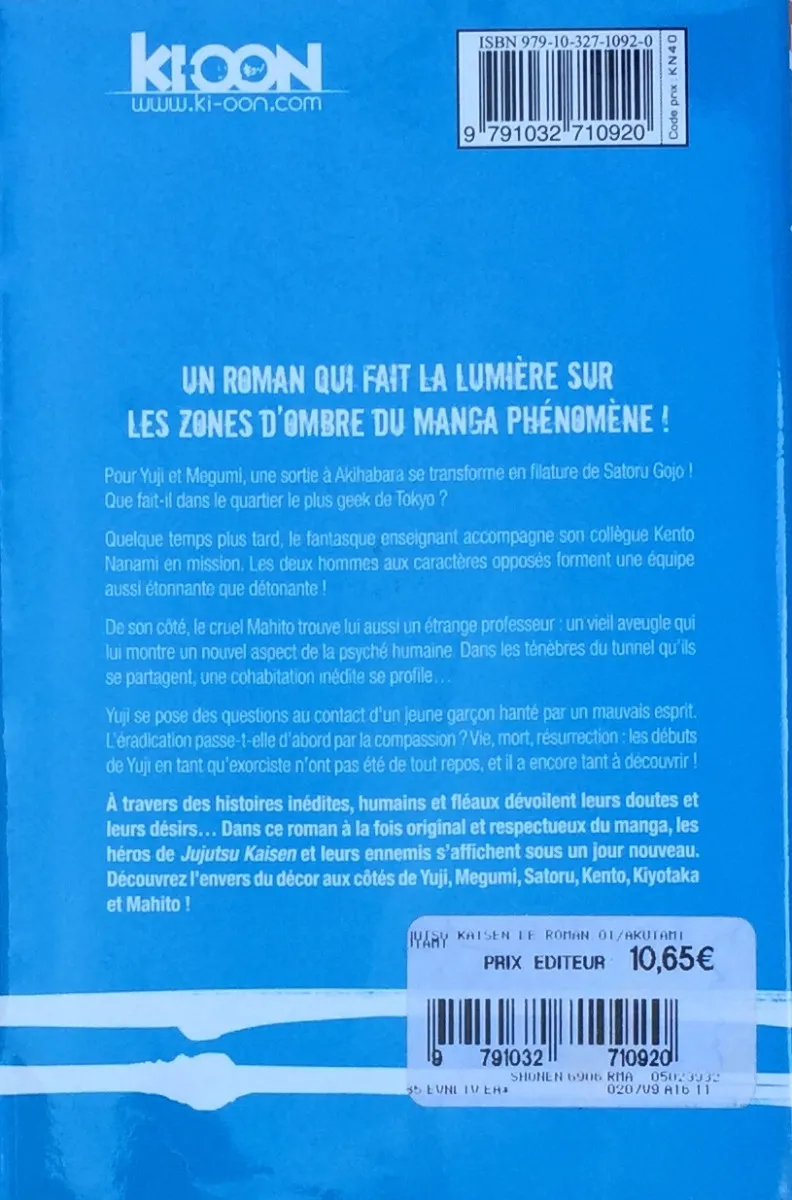 KI-OON
www.ki-oon.com
ISBN 979-10-327-1092-0
9 791032 710920
Code prix : KN40
UN ROMAN QUI FAIT LA LUMIÈRE SUR
LES ZONES D'OMBRE DU MANGA PHÉNOMÈNE !
Pour Yuji et Megumi, une sortie à Akihabara se transforme en filature de Satoru Gojo !
Que fait-il dans le quartier le plus geek de Tokyo ?
Quelque temps plus tard, le fantasque enseignant accompagne son collègue Kento
Nanami en mission. Les deux hommes aux caractères opposés forment une équipe
aussi étonnante que détonante !
De son côté, le cruel Mahito trouve lui aussi un étrange professeur : un vieil aveugle qui
lui montre un nouvel aspect de la psyché humaine. Dans les ténèbres du tunnel qu'ils
se partagent, une cohabitation inédite se profile...
Yuji se pose des questions au contact d'un jeune garçon hanté par un mauvais esprit.
L'éradication passe-t-elle d'abord par la compassion ? Vie, mort, résurrection : les débuts
de Yuji en tant qu'exorciste n'ont pas été de tout repos, et il a encore tant à découvrir !
À travers des histoires inédites, humains et fléaux dévoilent leurs doutes et
leurs désirs... Dans ce roman à la fois original et respectueux du manga, les
héros de Jujutsu Kaisen et leurs ennemis s'affichent sous un jour nouveau.
Découvrez l'envers du décor aux côtés de Yuji, Megumi, Satoru, Kento, Kiyotaka
et Mahito !
KAISEN LE ROMAN 01/AKUTAMI
PRIX EDITEUR 10,65€
9 791032 710920
SHONEN 6906 RMA
020709 A16 11